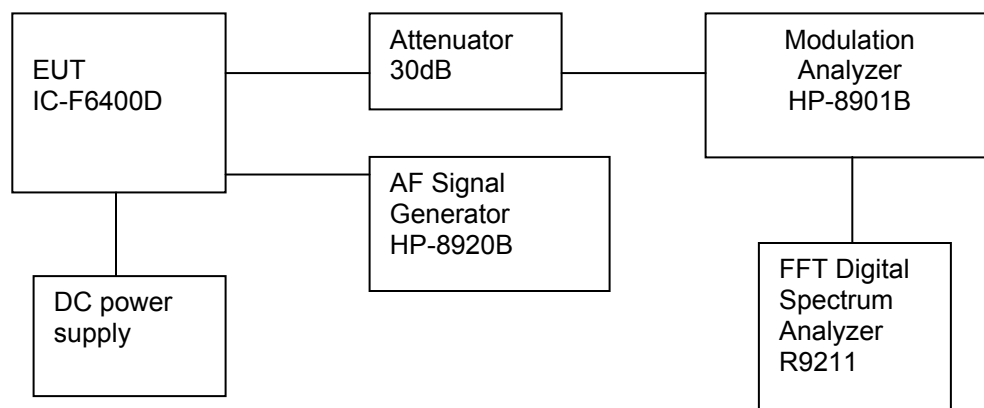 EUT
IC-F6400D
Attenuator
30dB
Modulation
Analyzer
HP-8901B
AF Signal
Generator
HP-8920B
DC power
supply
FFT Digital
Spectrum
Analyzer
R9211